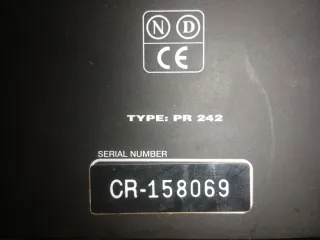 N D
CE
TYPE: PR 242
SERIAL NUMBER
CR-158069